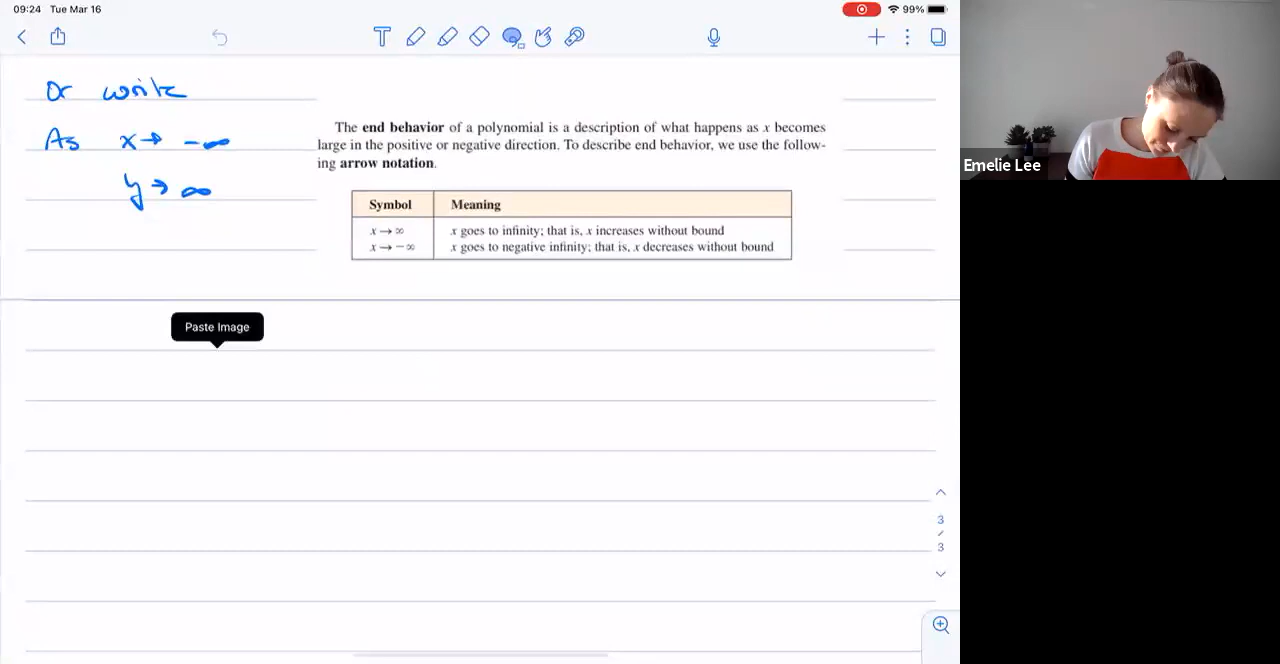 09:24 Tue Mar 16
99%
Or write
As x → -∞
y → ∞
The end behavior of a polynomial is a description of what happens as x becomes
large in the positive or negative direction. To describe end behavior, we use the follow-
ing arrow notation.
Symbol Meaning
x → ∞ x goes to infinity; that is, x increases without bound
x → -∞ x goes to negative infinity; that is, x decreases without bound
Paste Image
3
/
3
Emelie Lee